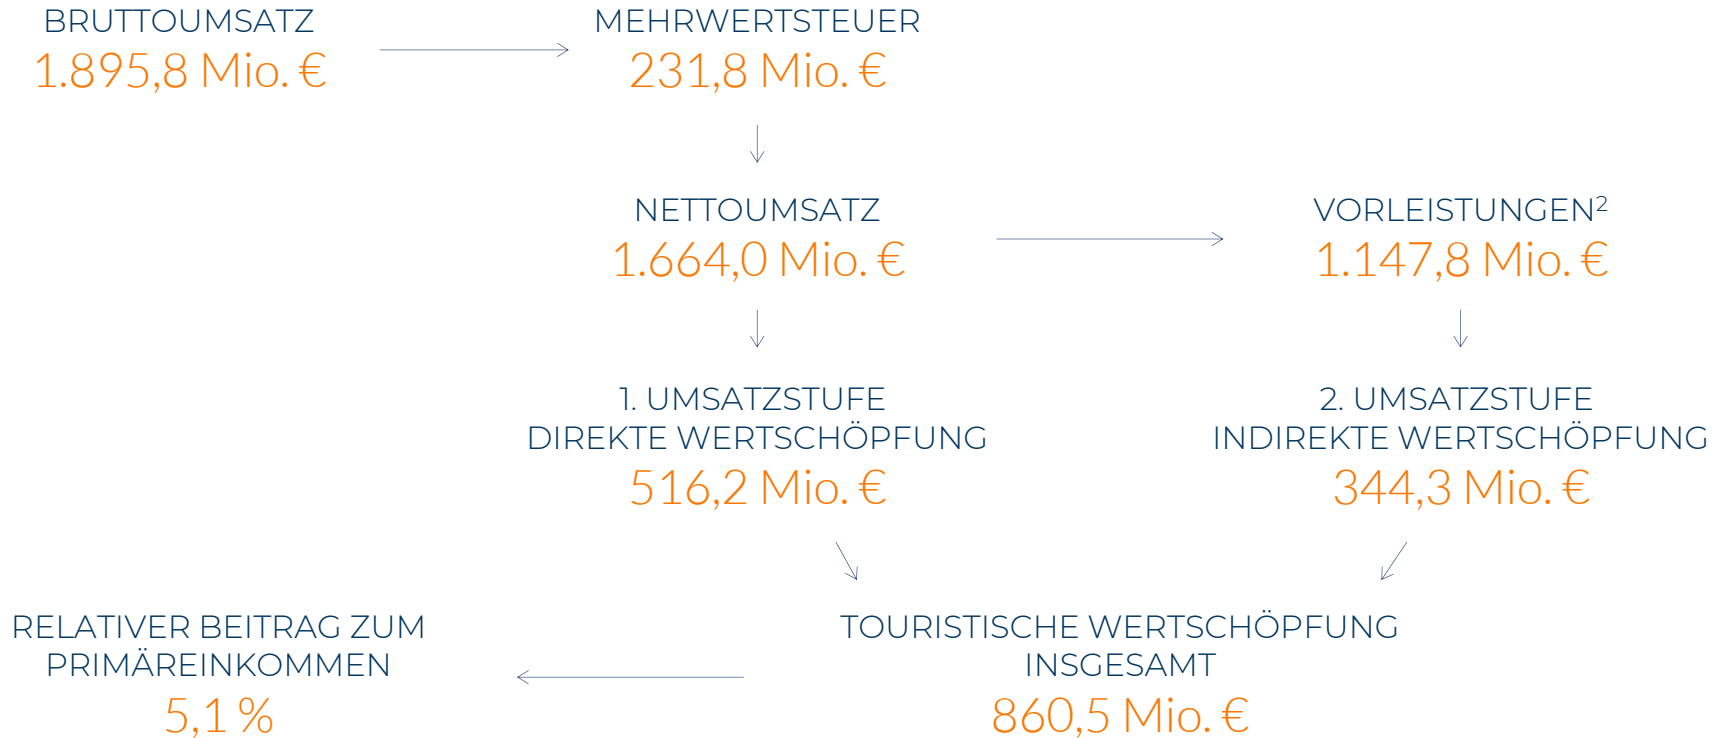 BRUTTOUMSATZ
1.895,8 Mio. €
MEHRWERTSTEUER
231,8 Mio. €
NETTOUMSATZ
1.664,0 Mio. €
VORLEISTUNGEN²
1.147,8 Mio. €
1. UMSATZSTUFE
DIREKTE WERTSCHÖPFUNG
516,2 Mio. €
2. UMSATZSTUFE
INDIREKTE WERTSCHÖPFUNG
344,3 Mio. €
RELATIVER BEITRAG ZUM
PRIMÄREINKOMMEN
5,1 %
TOURISTISCHE WERTSCHÖPFUNG
INSGESAMT
860,5 Mio. €